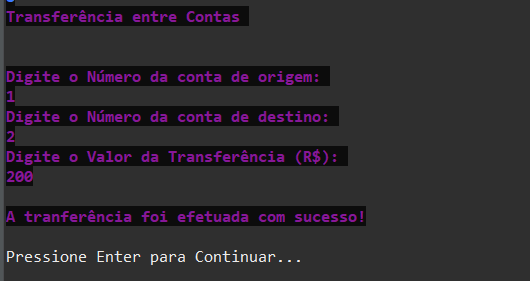 Transferência entre Contas
Digite o Número da conta de origem:
1
Digite o Número da conta de destino:
2
Digite o Valor da Transferência (R$):
200
A tranferência foi efetuada com sucesso!
Pressione Enter para Continuar...